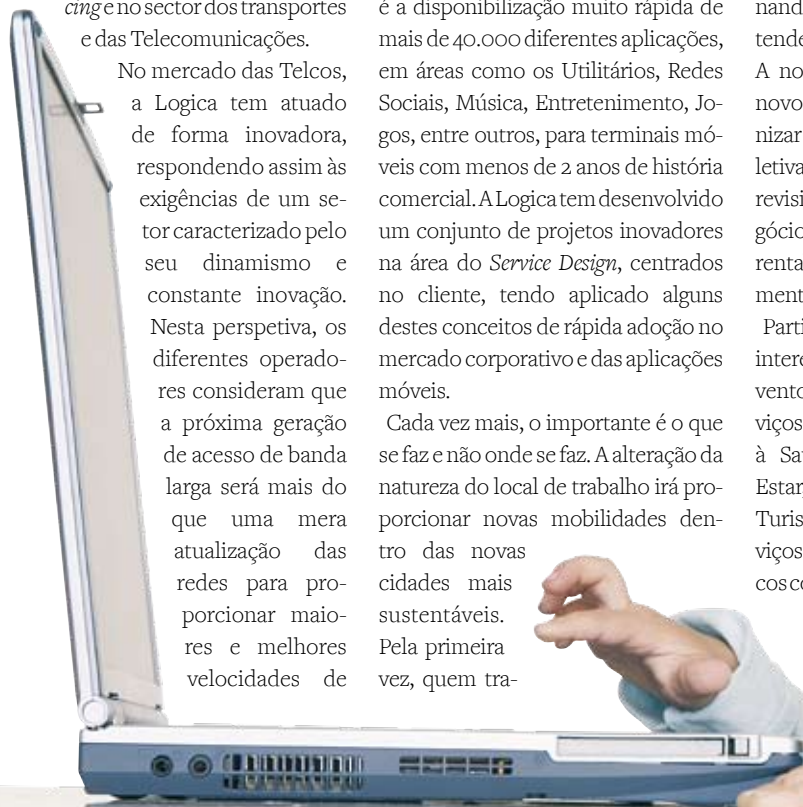 cing e no sector dos transportes
e das Telecomunicações.
No mercado das Telcos,
a Logica tem atuado
de forma inovadora,
respondendo assim às
exigências de um se-
tor caracterizado pelo
seu dinamismo e
constante inovação.
Nesta perspetiva, os
diferentes operado-
res consideram que
a próxima geração
de acesso de banda
larga será mais do
que uma mera
atualização das
redes para pro-
porcionar maio-
res e melhores
velocidades de
é a disponibilização muito rápida de
mais de 40.000 diferentes aplicações,
em áreas como os Utilitários, Redes
Sociais, Música, Entretenimento, Jo-
gos, entre outros, para terminais mó-
veis com menos de 2 anos de história
comercial. A Logica tem desenvolvido
um conjunto de projetos inovadores
na área do Service Design, centrados
no cliente, tendo aplicado alguns
destes conceitos de rápida adoção no
mercado corporativo e das aplicações
móveis.
Cada vez mais, o importante é o que
se faz e não onde se faz. A alteração da
natureza do local de trabalho irá pro-
porcionar novas mobilidades den-
tro das novas
cidades mais
sustentáveis.
Pela primeira
vez, quem tra-
nand
tende
A no
novo
nizar
letiva
revisi
gócio
renta
ment
Parti
intere
vento
viços
à Sa
Estar
Turis
viços
cos co